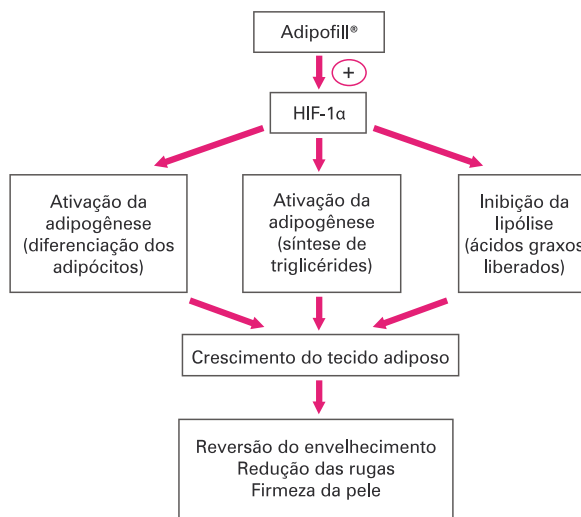 Adipofill®
+
HIF-1α
Ativação da
adipogênese
(diferenciação dos
adipócitos)
Ativação da
adipogênese
(síntese de
triglicérides)
Inibição da
lipólise
(ácidos graxos
liberados)
Crescimento do tecido adiposo
Reversão do envelhecimento
Redução das rugas
Firmeza da pele